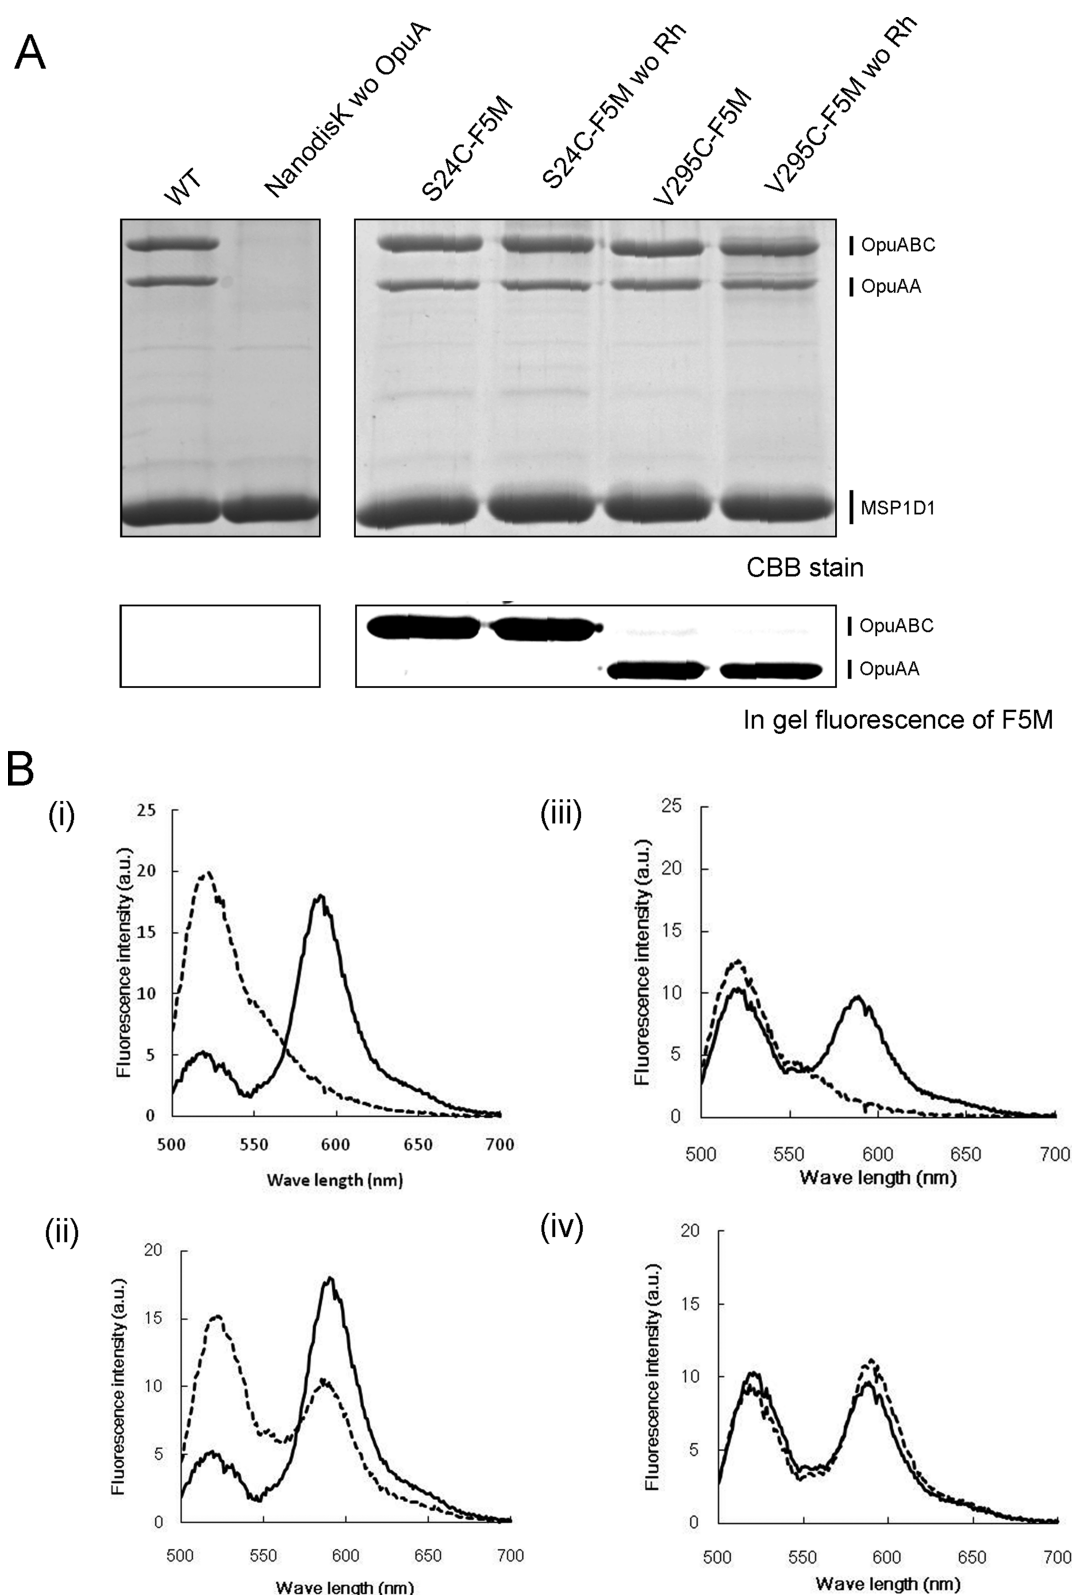 A
WT
NanodisK wo OpuA
S24C-F5M
S24C-F5M wo Rh
V295C-F5M
V295C-F5M wo Rh
OpuABC
OpuAA
MSP1D1
CBB stain
OpuABC
OpuAA
In gel fluorescence of F5M
B
(i)
25
20
15
10
5
0
Fluorescence intensity (a.u.)
500 550 600 650 700
Wave length (nm)
(iii)
25
20
15
10
5
0
Fluorescence intensity (a.u.)
500 550 600 650 700
Wave length (nm)
(ii)
20
15
10
5
0
Fluorescence intensity (a.u.)
500 550 600 650 700
Wave length (nm)
(iv)
20
15
10
5
0
Fluorescence intensity (a.u.)
500 550 600 650 700
Wave length (nm)